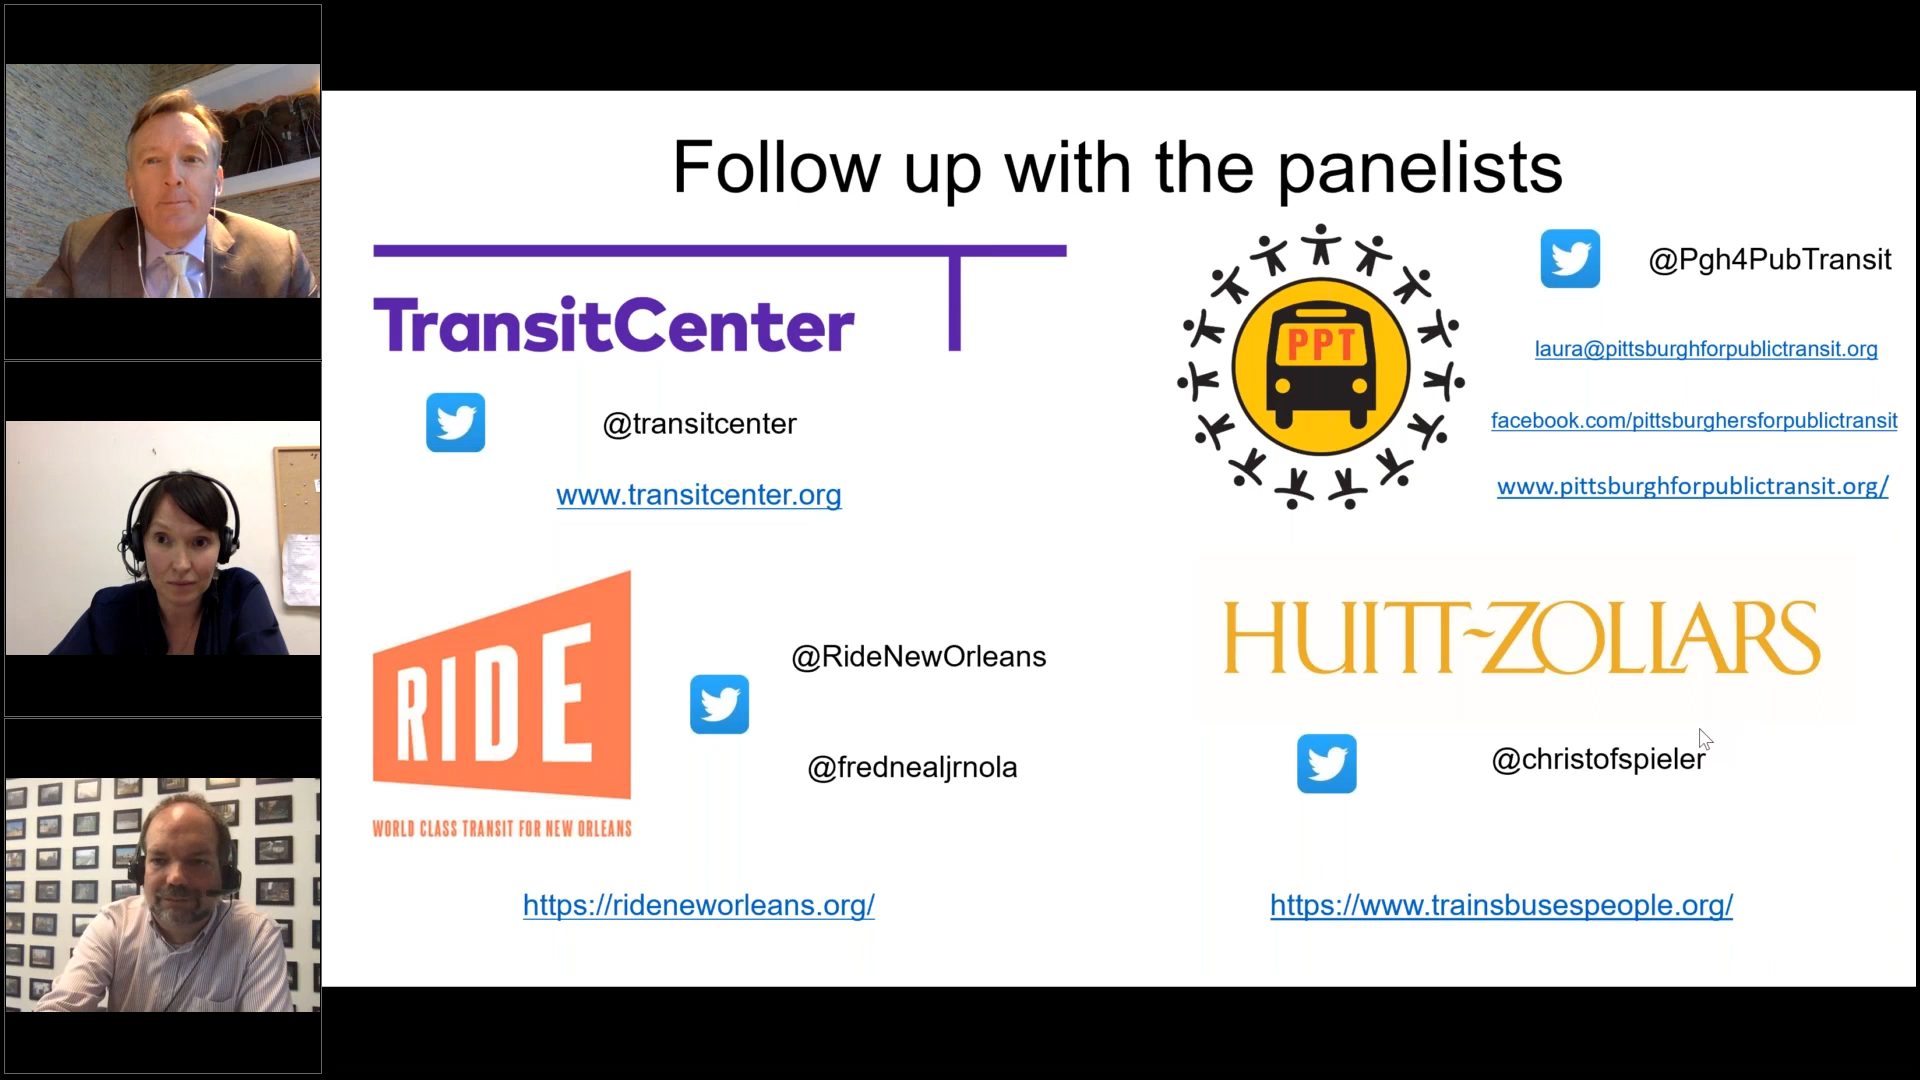 Follow up with the panelists
TransitCenter
@transitcenter
www.transitcenter.org
PPT
@Pgh4PubTransit
laura@pittsburghforpublictransit.org
facebook.com/pittsburghersforpublictransit
www.pittsburghforpublictransit.org/
RIDE
WORLD CLASS TRANSIT FOR NEW ORLEANS
@RideNewOrleans
@frednealjrnola
https://rideneworleans.org/
HUITT-ZOLLARS
@christofspieler
https://www.trainsbusespeople.org/